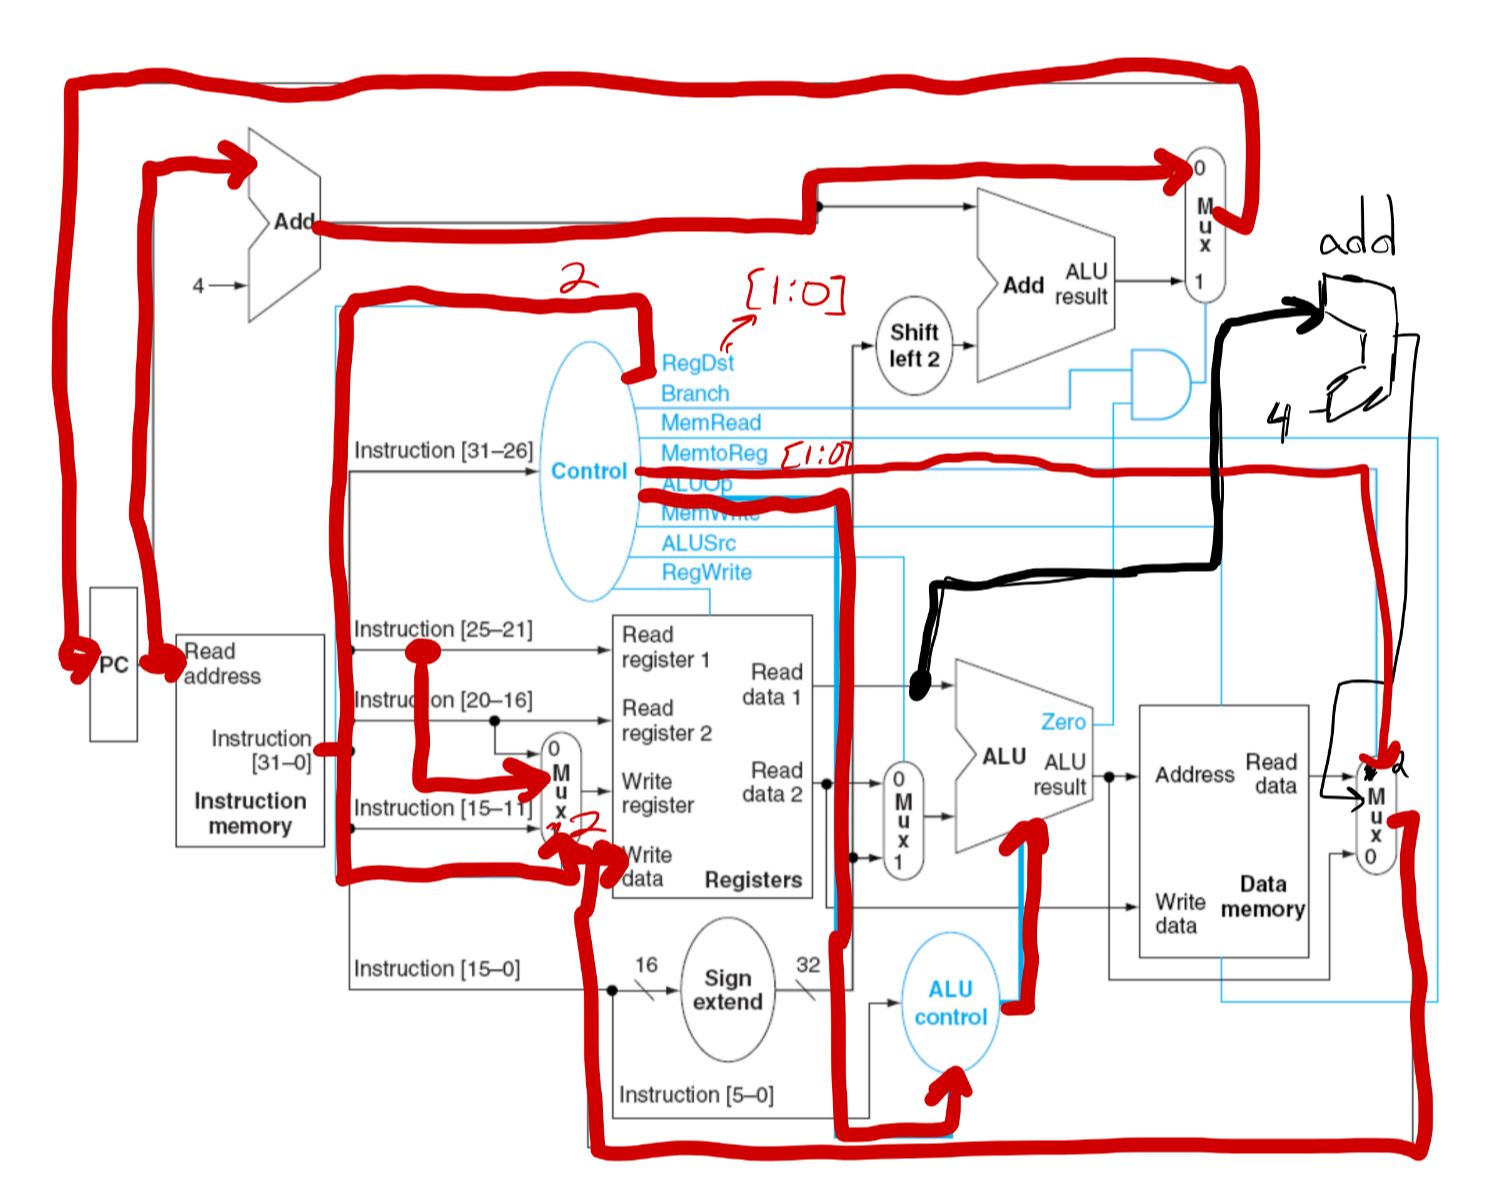 add
0
M
u
x
1
Add
4
2
[1:0]
Add
ALU
result
Shift
left 2
4
RegDst
Branch
MemRead
MemtoReg [1:0]
ALUOp
MemWrite
ALUSrc
RegWrite
Control
Instruction [31–26]
Instruction [25–21]
Instruction [20–16]
Instruction [15–11]
PC
Read
address
Instruction
[31–0]
Instruction
memory
0
M
u
x
2
Read
register 1
Read
register 2
Write
register
Write
data
Read
data 1
Read
data 2
Registers
0
M
u
x
1
Zero
ALU
ALU
result
Address
Read
data
Write
data
Data
memory
2
M
u
x
0
Instruction [15–0]
16
Sign
extend
32
ALU
control
Instruction [5–0]